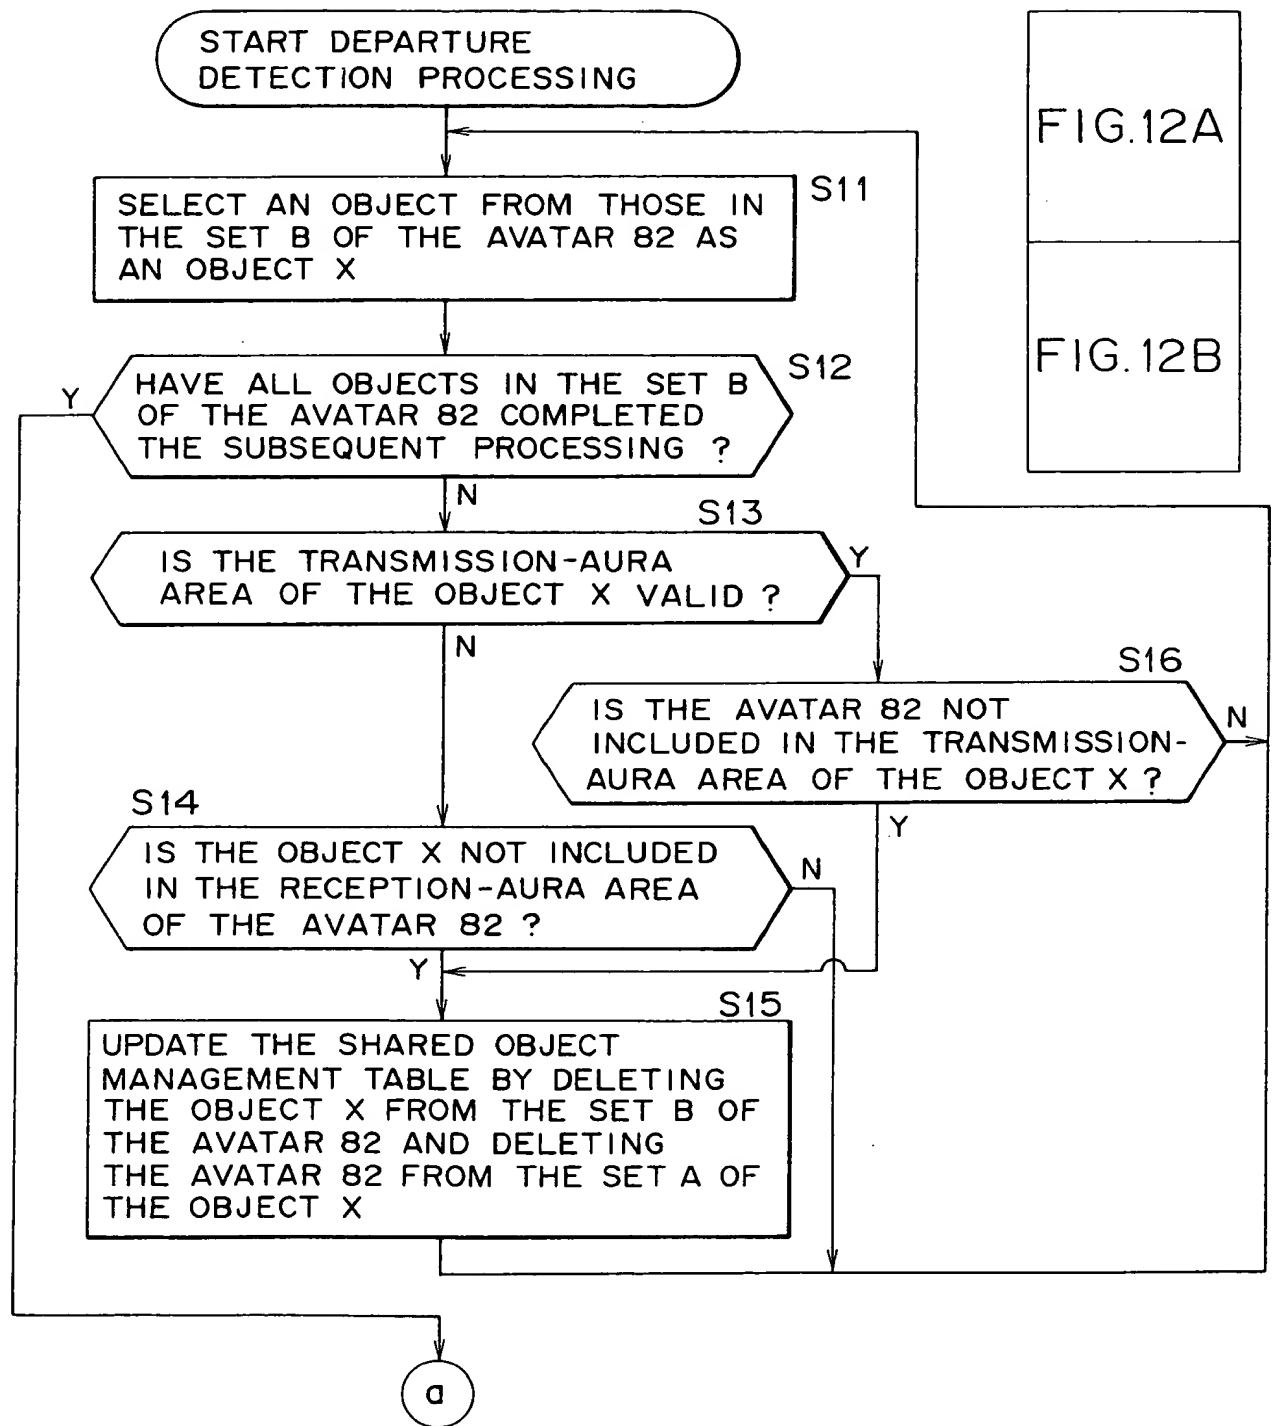 START DEPARTURE
DETECTION PROCESSING
FIG.12A
FIG.12B
S11
SELECT AN OBJECT FROM THOSE IN
THE SET B OF THE AVATAR 82 AS
AN OBJECT X
S12
Y
HAVE ALL OBJECTS IN THE SET B
OF THE AVATAR 82 COMPLETED
THE SUBSEQUENT PROCESSING ?
N
S13
IS THE TRANSMISSION-AURA
AREA OF THE OBJECT X VALID ?
Y
N
S16
IS THE AVATAR 82 NOT
INCLUDED IN THE TRANSMISSION-
AURA AREA OF THE OBJECT X ?
N
Y
S14
IS THE OBJECT X NOT INCLUDED
IN THE RECEPTION-AURA AREA
OF THE AVATAR 82 ?
N
Y
S15
UPDATE THE SHARED OBJECT
MANAGEMENT TABLE BY DELETING
THE OBJECT X FROM THE SET B OF
THE AVATAR 82 AND DELETING
THE AVATAR 82 FROM THE SET A OF
THE OBJECT X
a